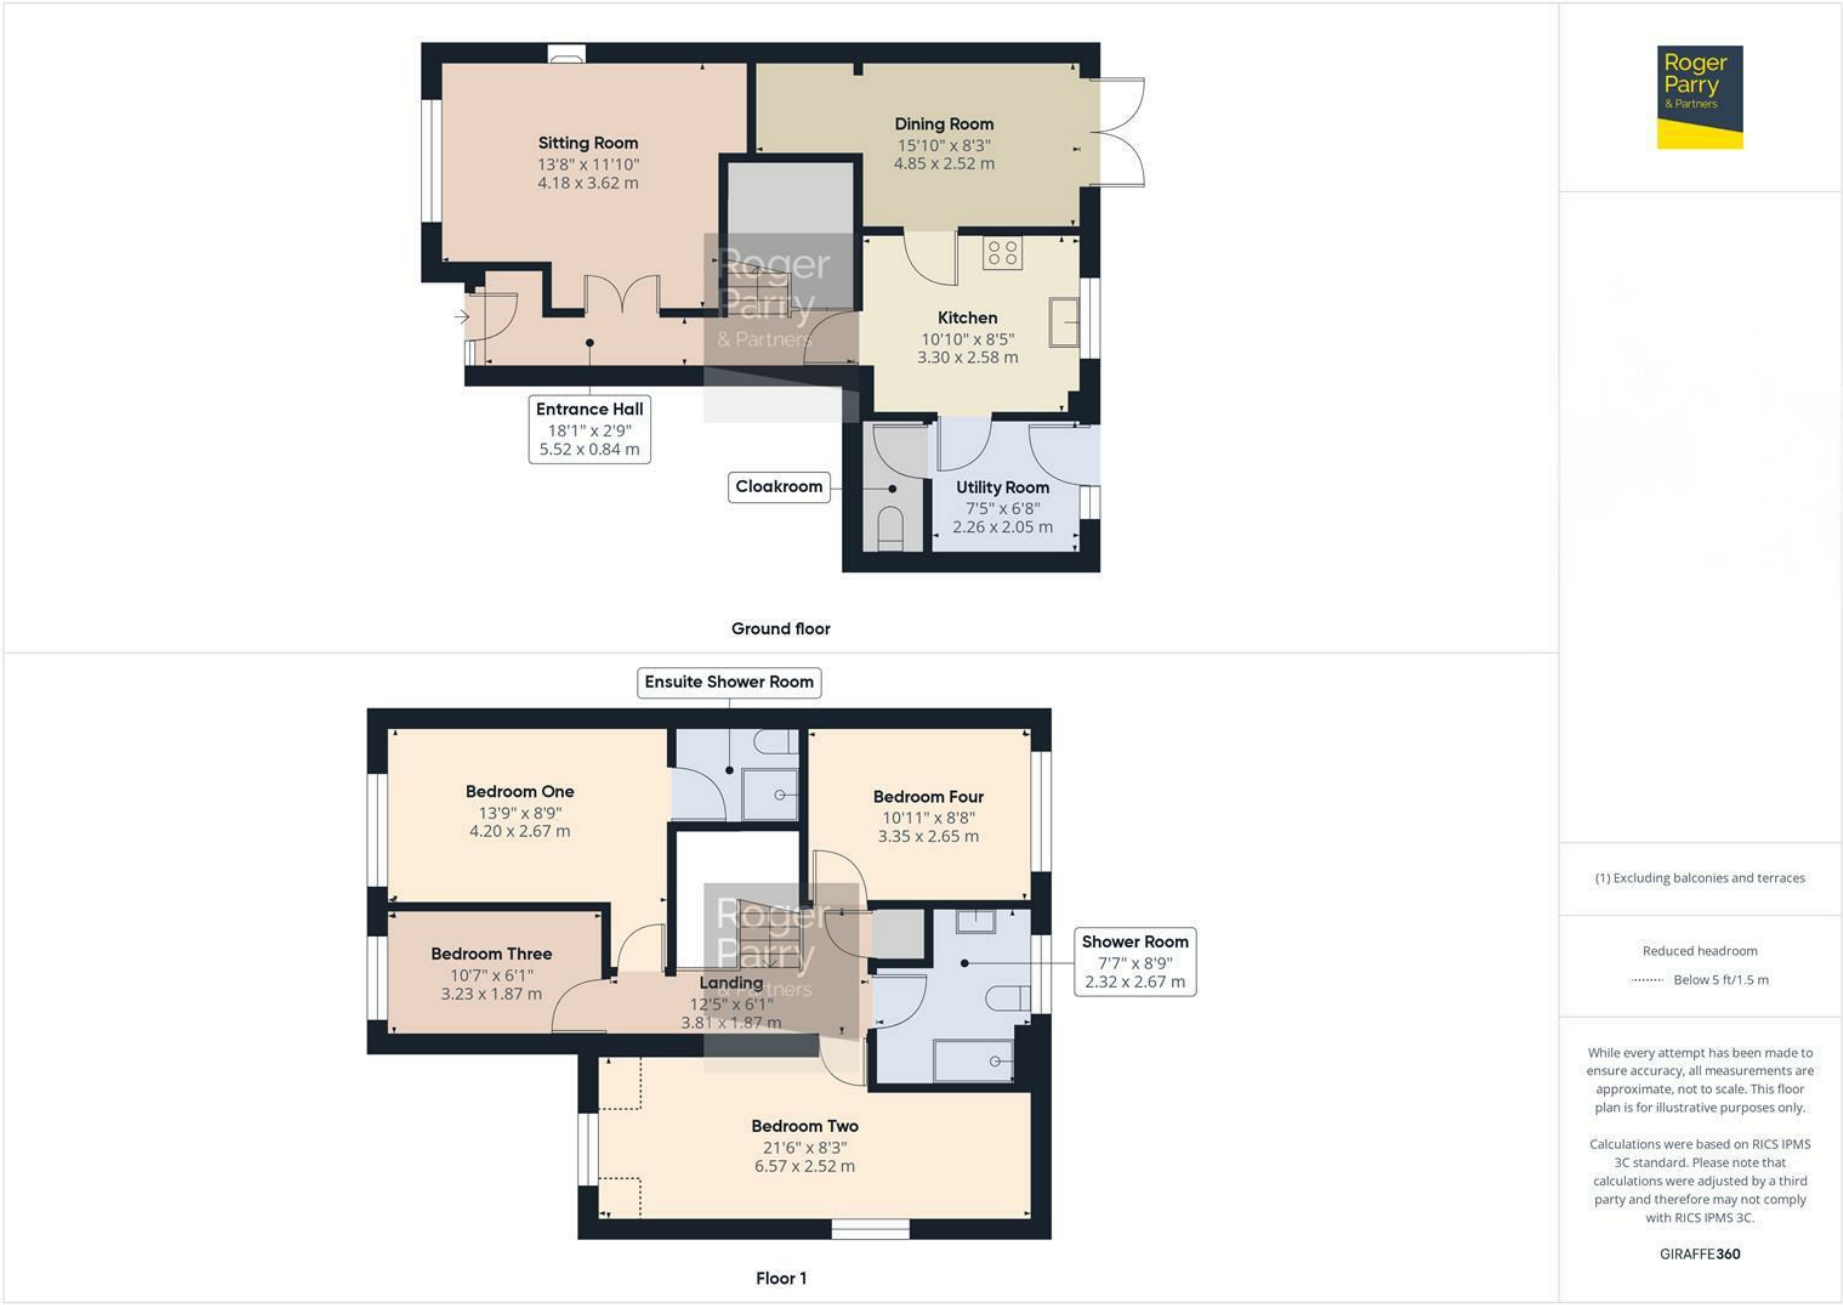 Sitting Room
13'8" x 11'10"
4.18 x 3.62 m
Dining Room
15'10" x 8'3"
4.85 x 2.52 m
Roger
Parry
& Partners
Kitchen
10'10" x 8'5"
3.30 x 2.58 m
Entrance Hall
18'1" x 2'9"
5.52 x 0.84 m
Cloakroom
Utility Room
7'5" x 6'8"
2.26 x 2.05 m
Ground floor
Ensuite Shower Room
Bedroom One
13'9" x 8'9"
4.20 x 2.67 m
Bedroom Four
10'11" x 8'8"
3.35 x 2.65 m
Bedroom Three
10'7" x 6'1"
3.23 x 1.87 m
Roger
Parry
& Partners
Landing
12'5" x 6'1"
3.81 x 1.87 m
Shower Room
7'7" x 8'9"
2.32 x 2.67 m
Bedroom Two
21'6" x 8'3"
6.57 x 2.52 m
Floor 1
Roger
Parry
& Partners
(1) Excluding balconies and terraces
Reduced headroom
Below 5 ft/1.5 m
While every attempt has been made to
ensure accuracy, all measurements are
approximate, not to scale. This floor
plan is for illustrative purposes only.
Calculations were based on RICS IPMS
3C standard. Please note that
calculations were adjusted by a third
party and therefore may not comply
with RICS IPMS 3C.
GIRAFFE360